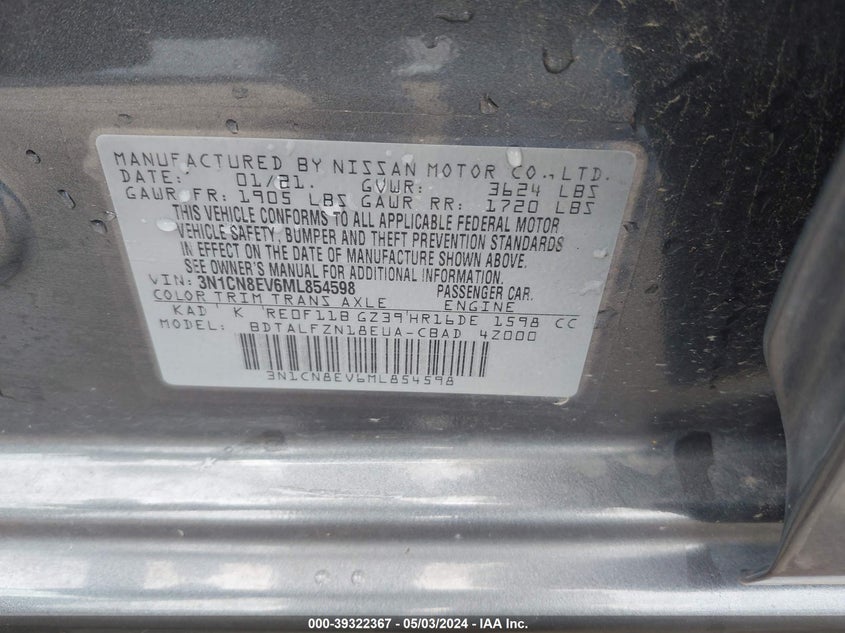 MANUFACTURED BY NISSAN MOTOR CO.,LTD.
DATE: 01/21. GVWR: 3624 LBS
GAWR FR: 1905 LBS GAWR RR: 1720 LBS
THIS VEHICLE CONFORMS TO ALL APPLICABLE FEDERAL MOTOR
VEHICLE SAFETY, BUMPER AND THEFT PREVENTION STANDARDS
IN EFFECT ON THE DATE OF MANUFACTURE SHOWN ABOVE.
SEE OWNER'S MANUAL FOR ADDITIONAL INFORMATION.
VIN: 3N1CN8EV6ML854598 PASSENGER CAR.
COLOR TRIM TRANS AXLE ENGINE
KAD K RE0F11B GZ39 HR16DE 1598 CC
MODEL: BDTALFZN18EUA-CBAD 4Z000
3N1CN8EV6ML854598
000-39322367 - 05/03/2024 - IAA Inc.